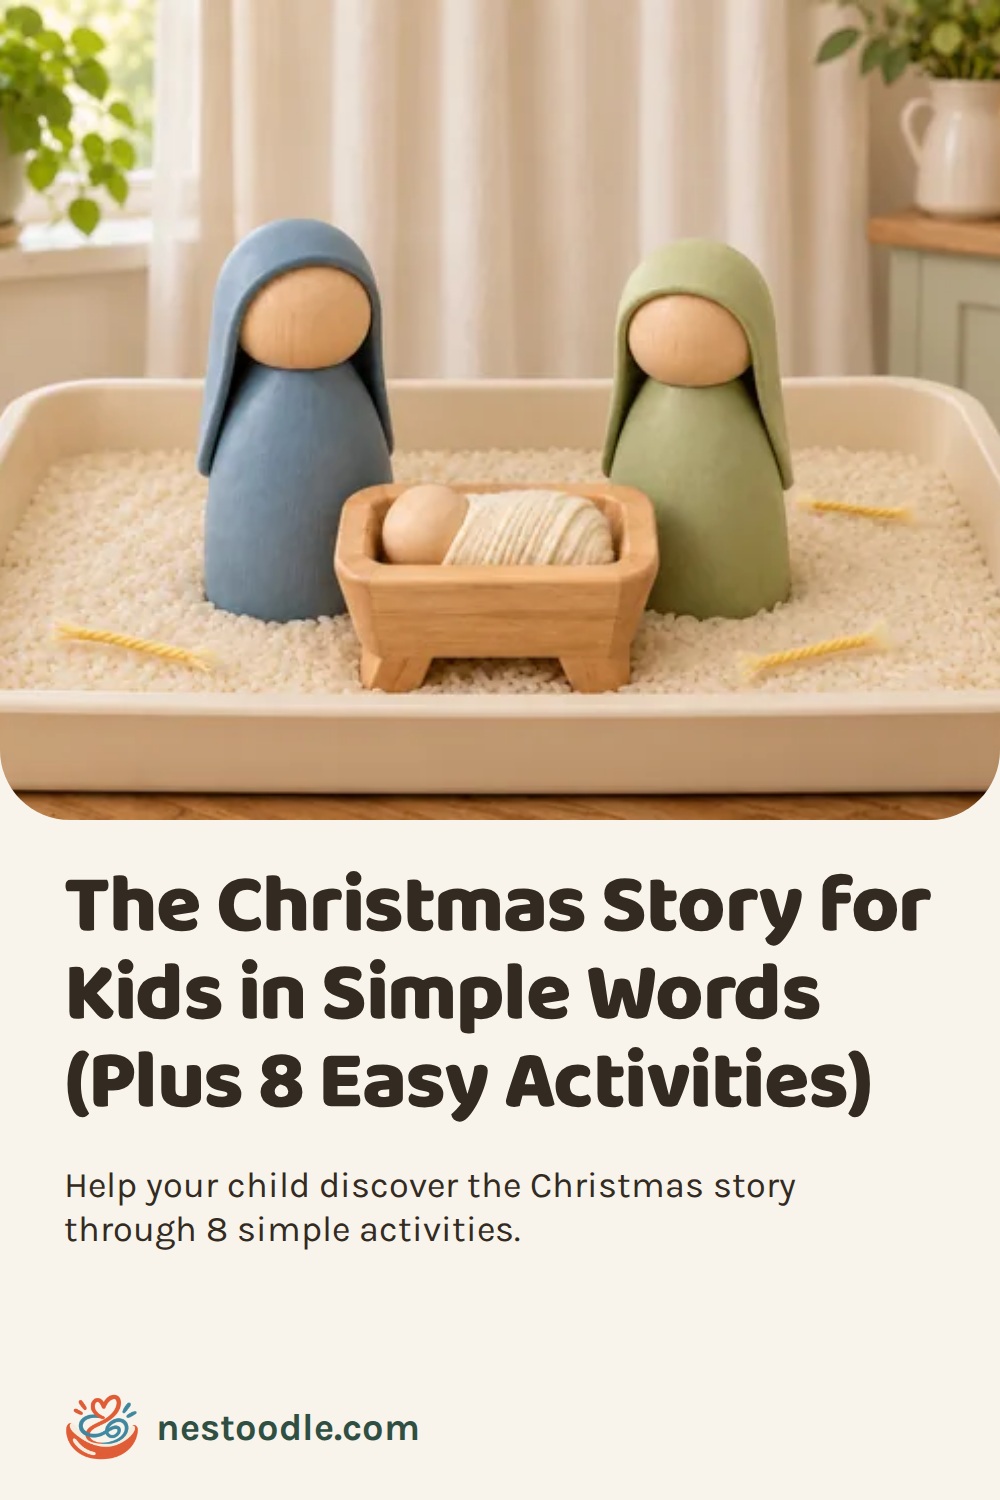 The Christmas Story for
Kids in Simple Words
(Plus 8 Easy Activities)
Help your child discover the Christmas story
through 8 simple activities.
nestoodle.com